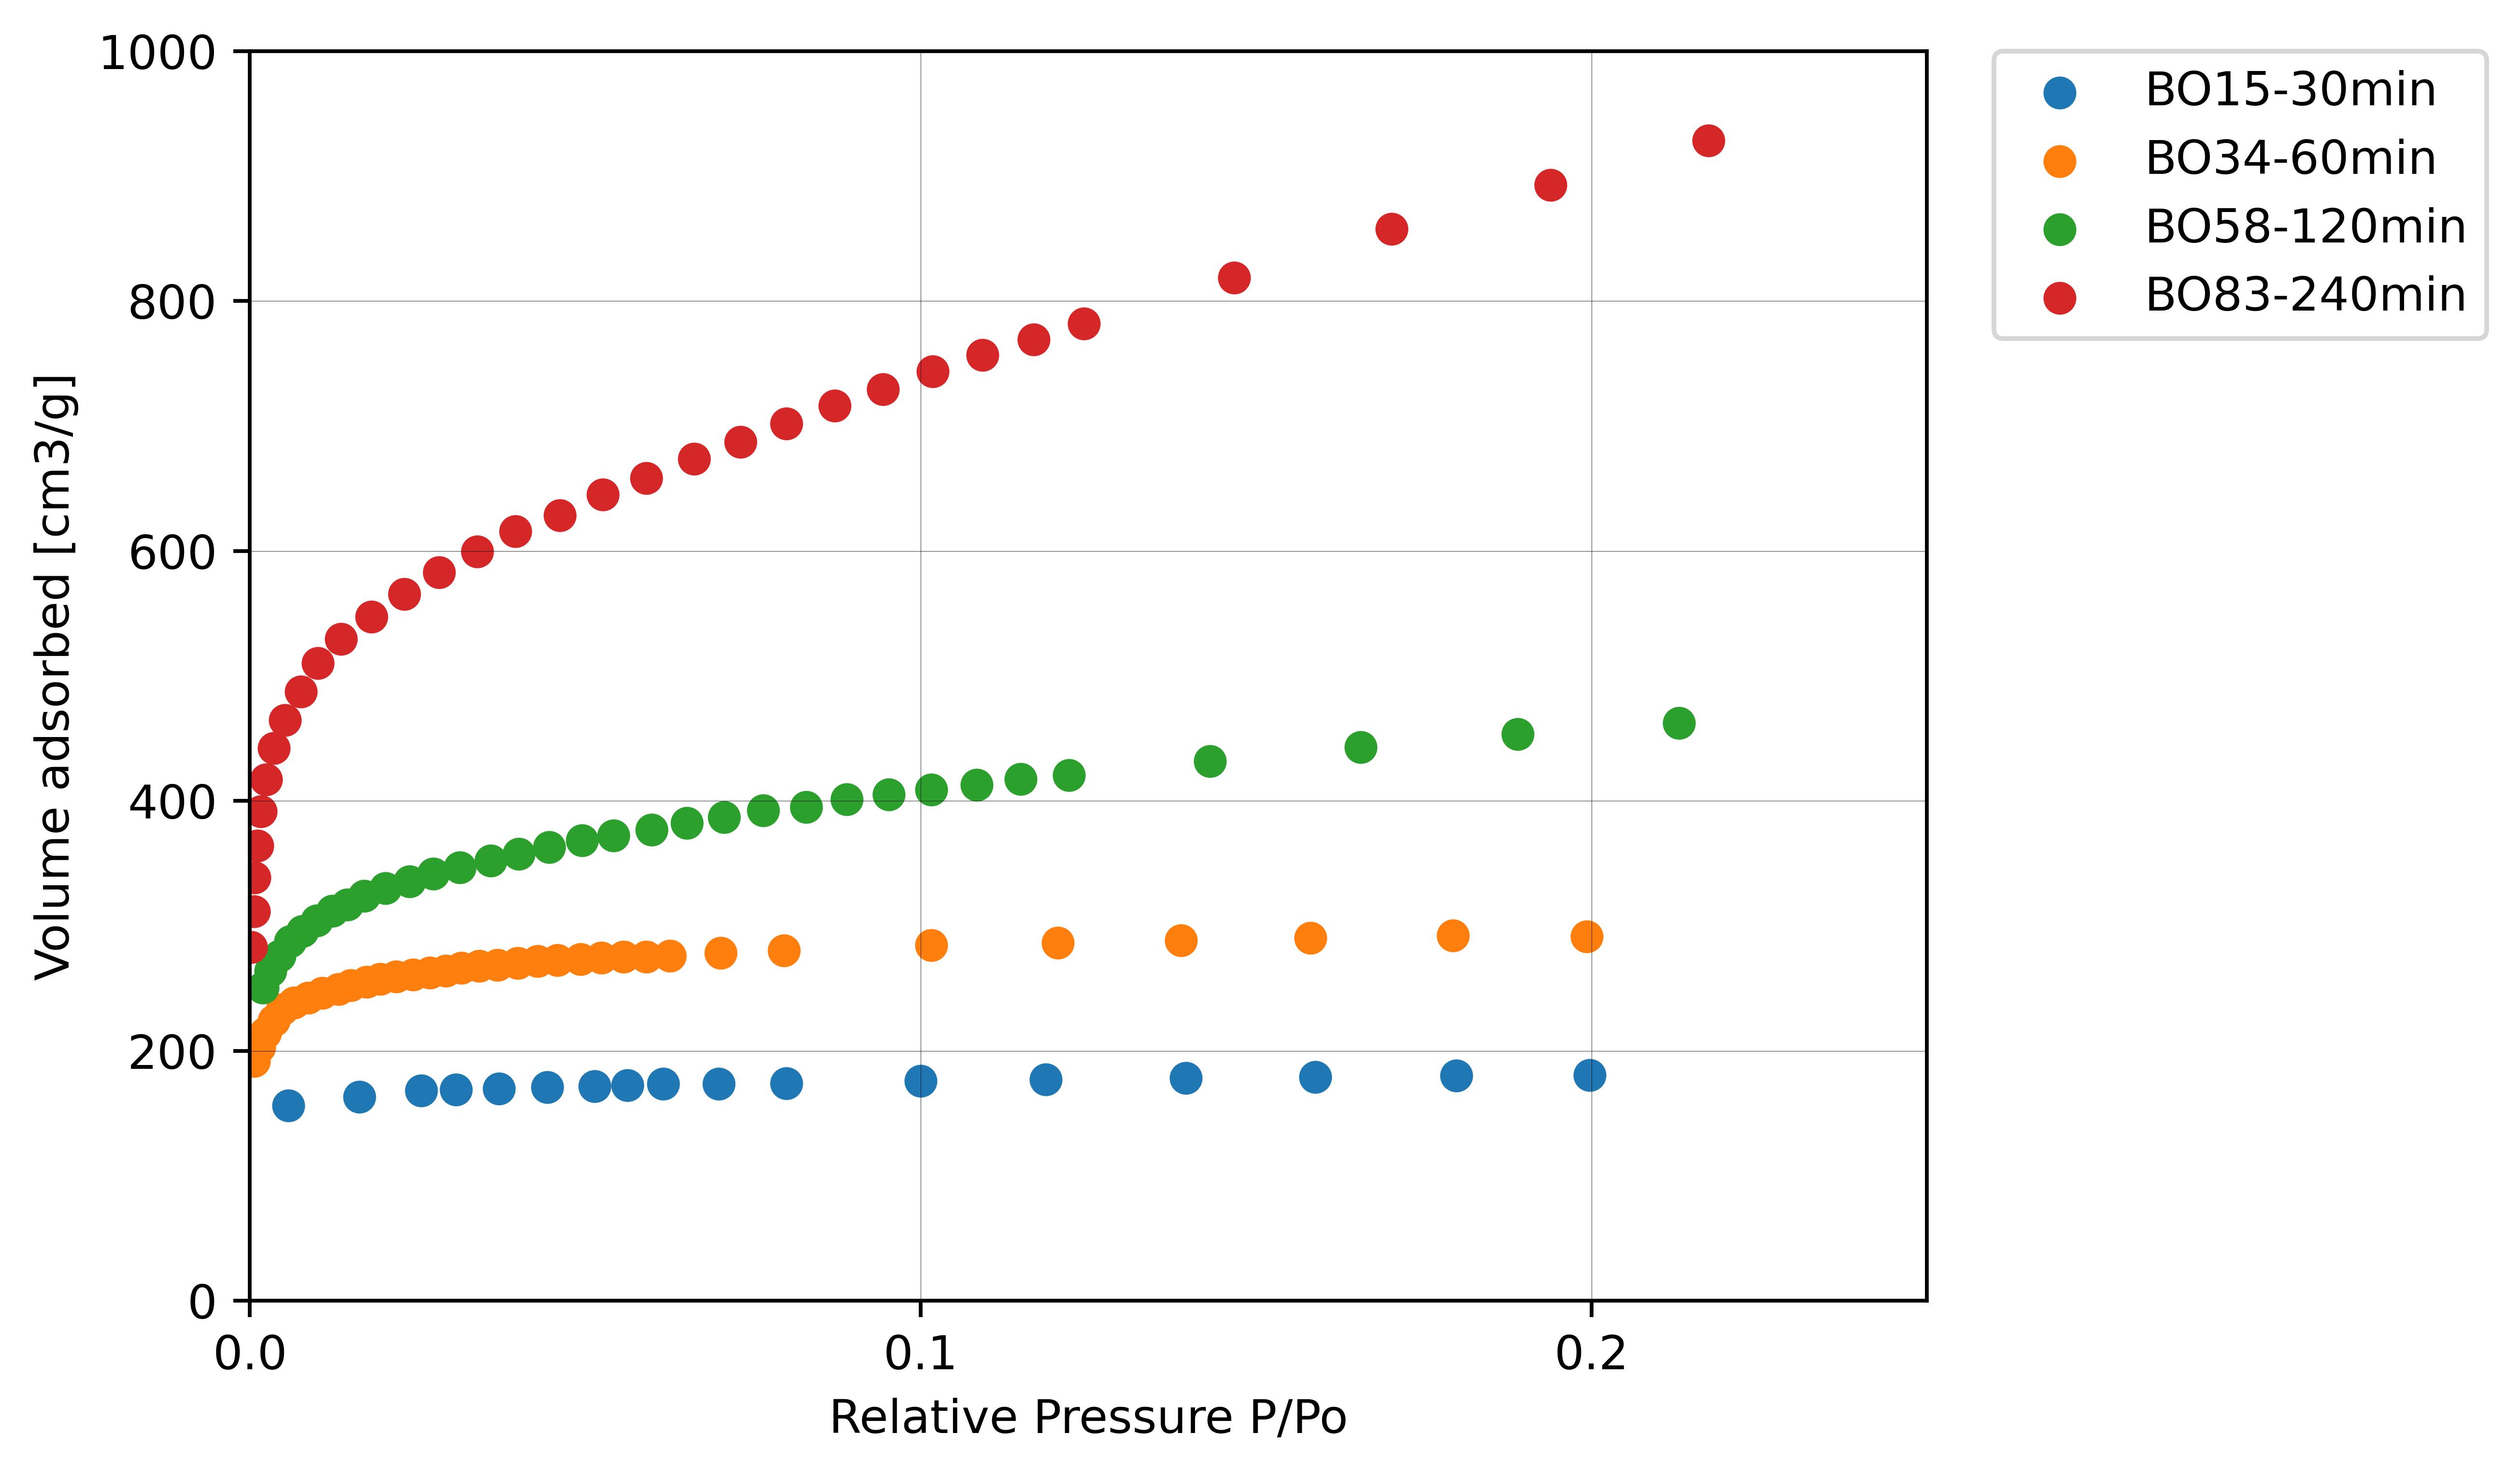 1000
800
600
400
200
0
0.0
0.1
0.2
Volume adsorbed [cm3/g]
Relative Pressure P/Po
BO15-30min
BO34-60min
BO58-120min
BO83-240min